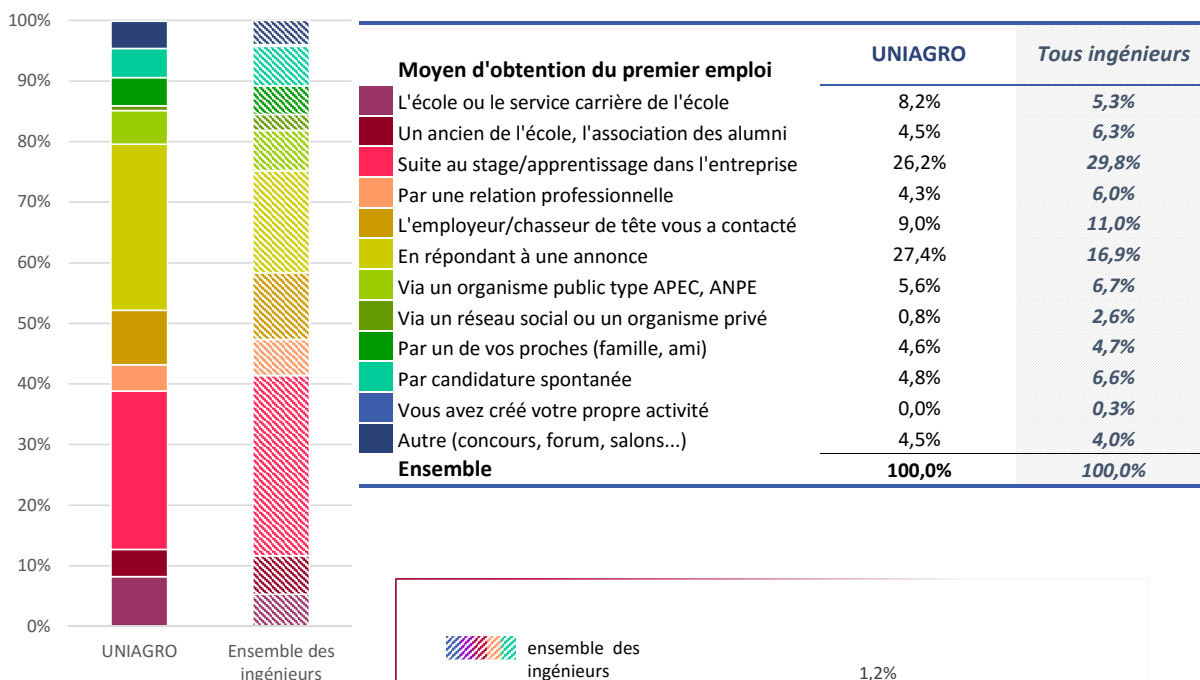 100%
90%
80%
70%
60%
50%
40%
30%
20%
10%
0%
UNIAGRO
Ensemble des
ingénieurs
Moyen d'obtention du premier emploi UNIAGRO Tous ingénieurs
L'école ou le service carrière de l'école 8,2% 5,3%
Un ancien de l'école, l'association des alumni 4,5% 6,3%
Suite au stage/apprentissage dans l'entreprise 26,2% 29,8%
Par une relation professionnelle 4,3% 6,0%
L'employeur/chasseur de tête vous a contacté 9,0% 11,0%
En répondant à une annonce 27,4% 16,9%
Via un organisme public type APEC, ANPE 5,6% 6,7%
Via un réseau social ou un organisme privé 0,8% 2,6%
Par un de vos proches (famille, ami) 4,6% 4,7%
Par candidature spontanée 4,8% 6,6%
Vous avez créé votre propre activité 0,0% 0,3%
Autre (concours, forum, salons...) 4,5% 4,0%
Ensemble 100,0% 100,0%
ensemble des
ingénieurs
1,2%